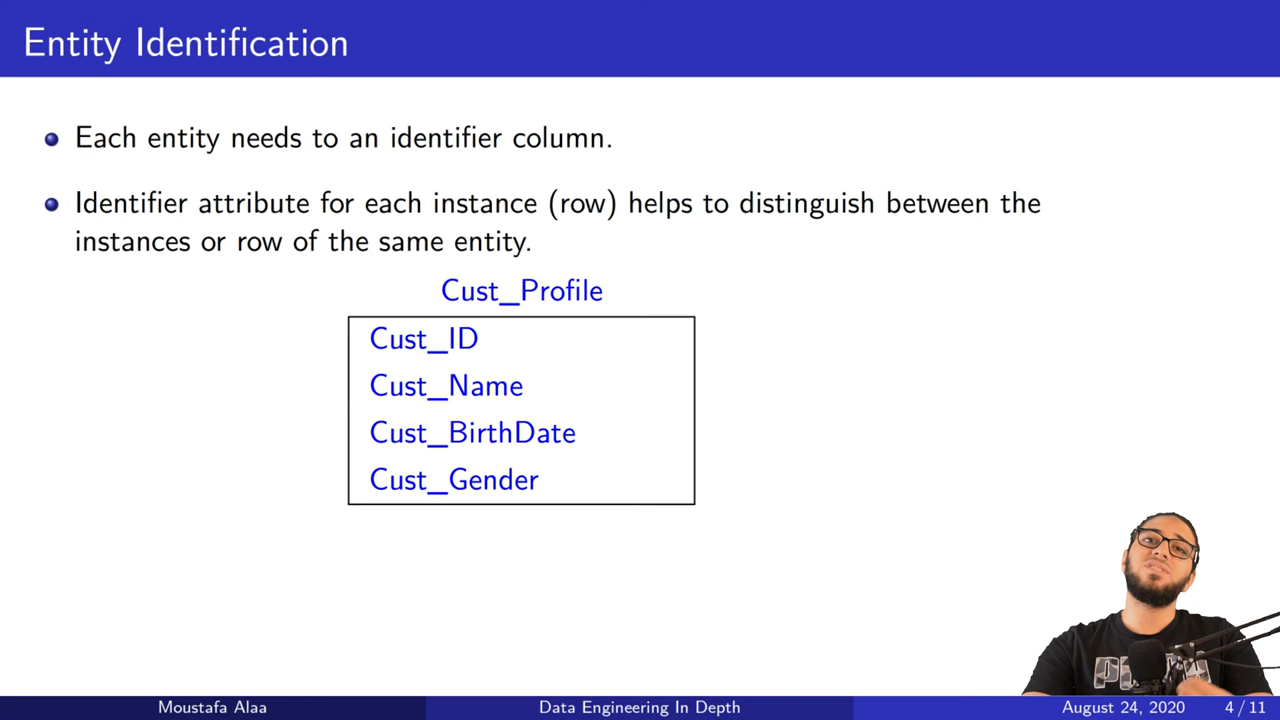 Entity Identification
Each entity needs to an identifier column.
Identifier attribute for each instance (row) helps to distinguish between the
instances or row of the same entity.
Cust_Profile
Cust_ID
Cust_Name
Cust_BirthDate
Cust_Gender
Moustafa Alaa
Data Engineering In Depth
August 24, 2020
4 / 11